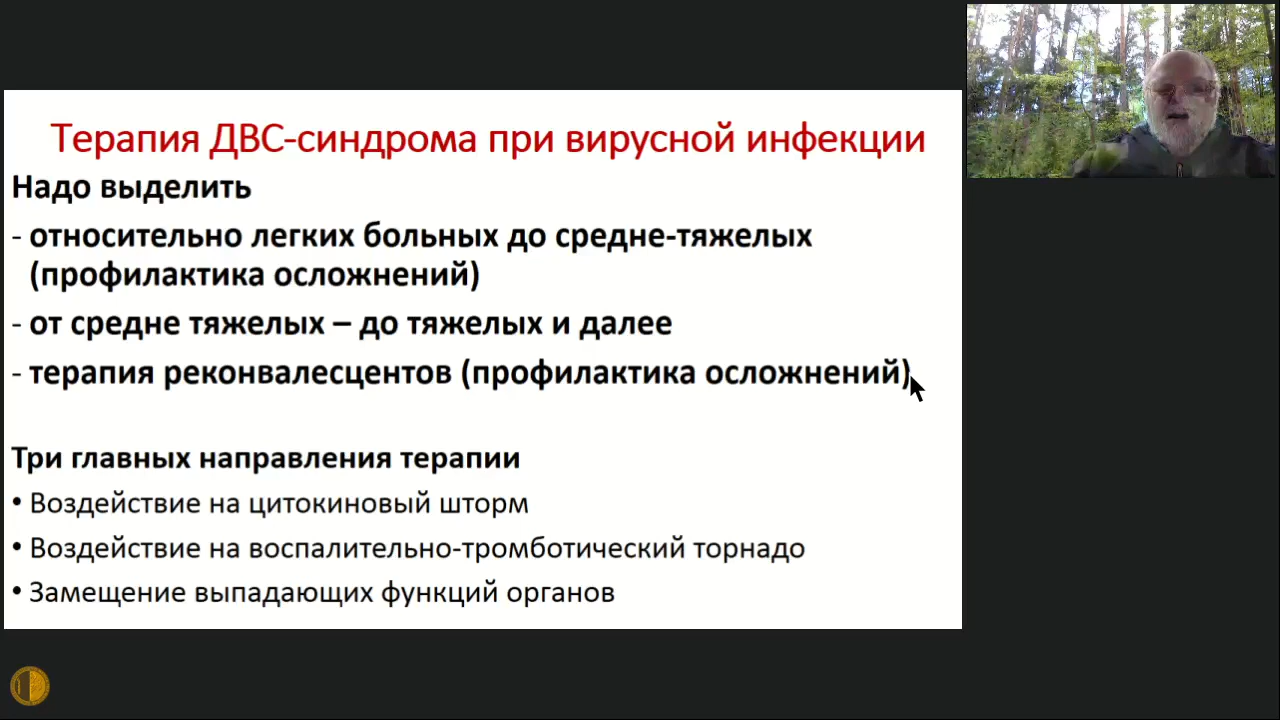 Терапия ДВС-синдрома при вирусной инфекции
Надо выделить
- относительно легких больных до средне-тяжелых
(профилактика осложнений)
- от средне тяжелых – до тяжелых и далее
- терапия реконвалесцентов (профилактика осложнений)
Три главных направления терапии
• Воздействие на цитокиновый шторм
• Воздействие на воспалительно-тромботический торнадо
• Замещение выпадающих функций органов